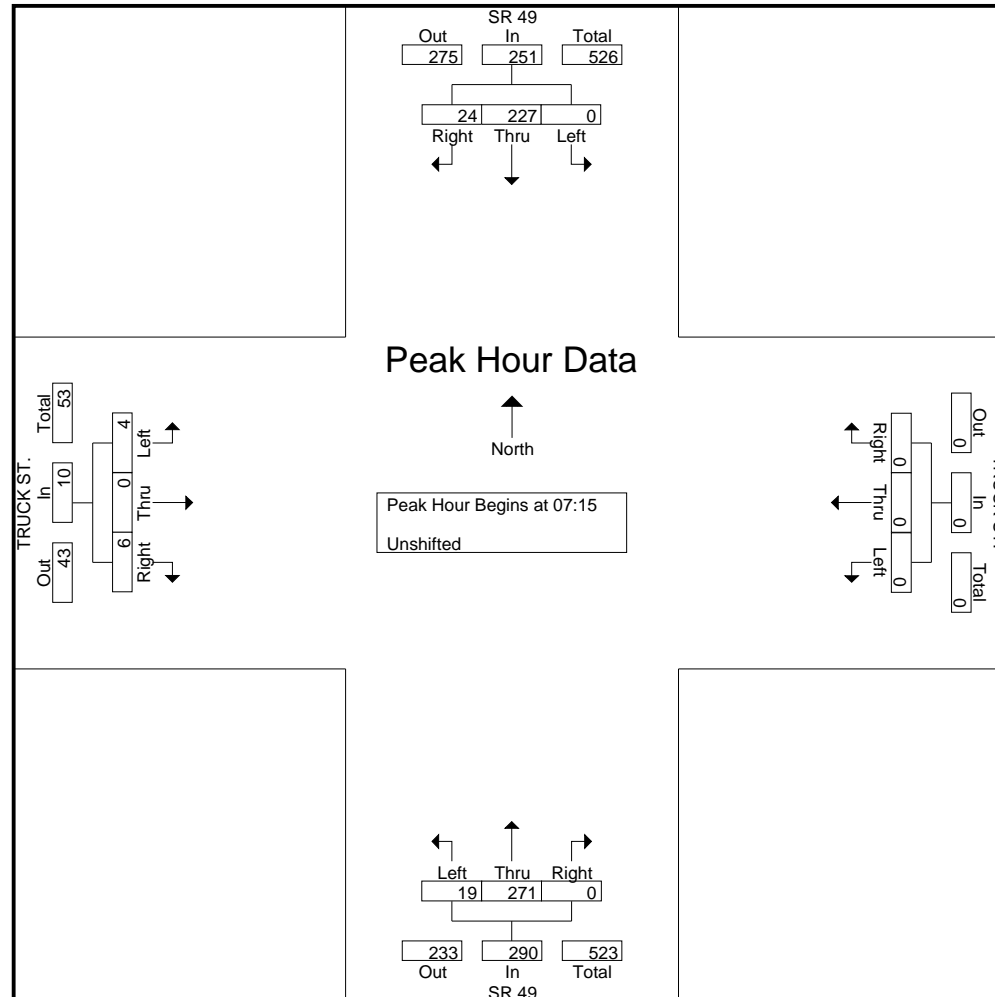 SR 49
Out In Total
275 251 526
24 227 0
Right Thru Left
Peak Hour Data
North
Peak Hour Begins at 07:15
Unshifted
TRUCK ST.
Total In Out
53 10 43
4 0 6
Left Thru Right
Right Thru Left
0 0 0
Out In Total
0 0 0
Left Thru Right
19 271 0
233 290 523
Out In Total
SR 49